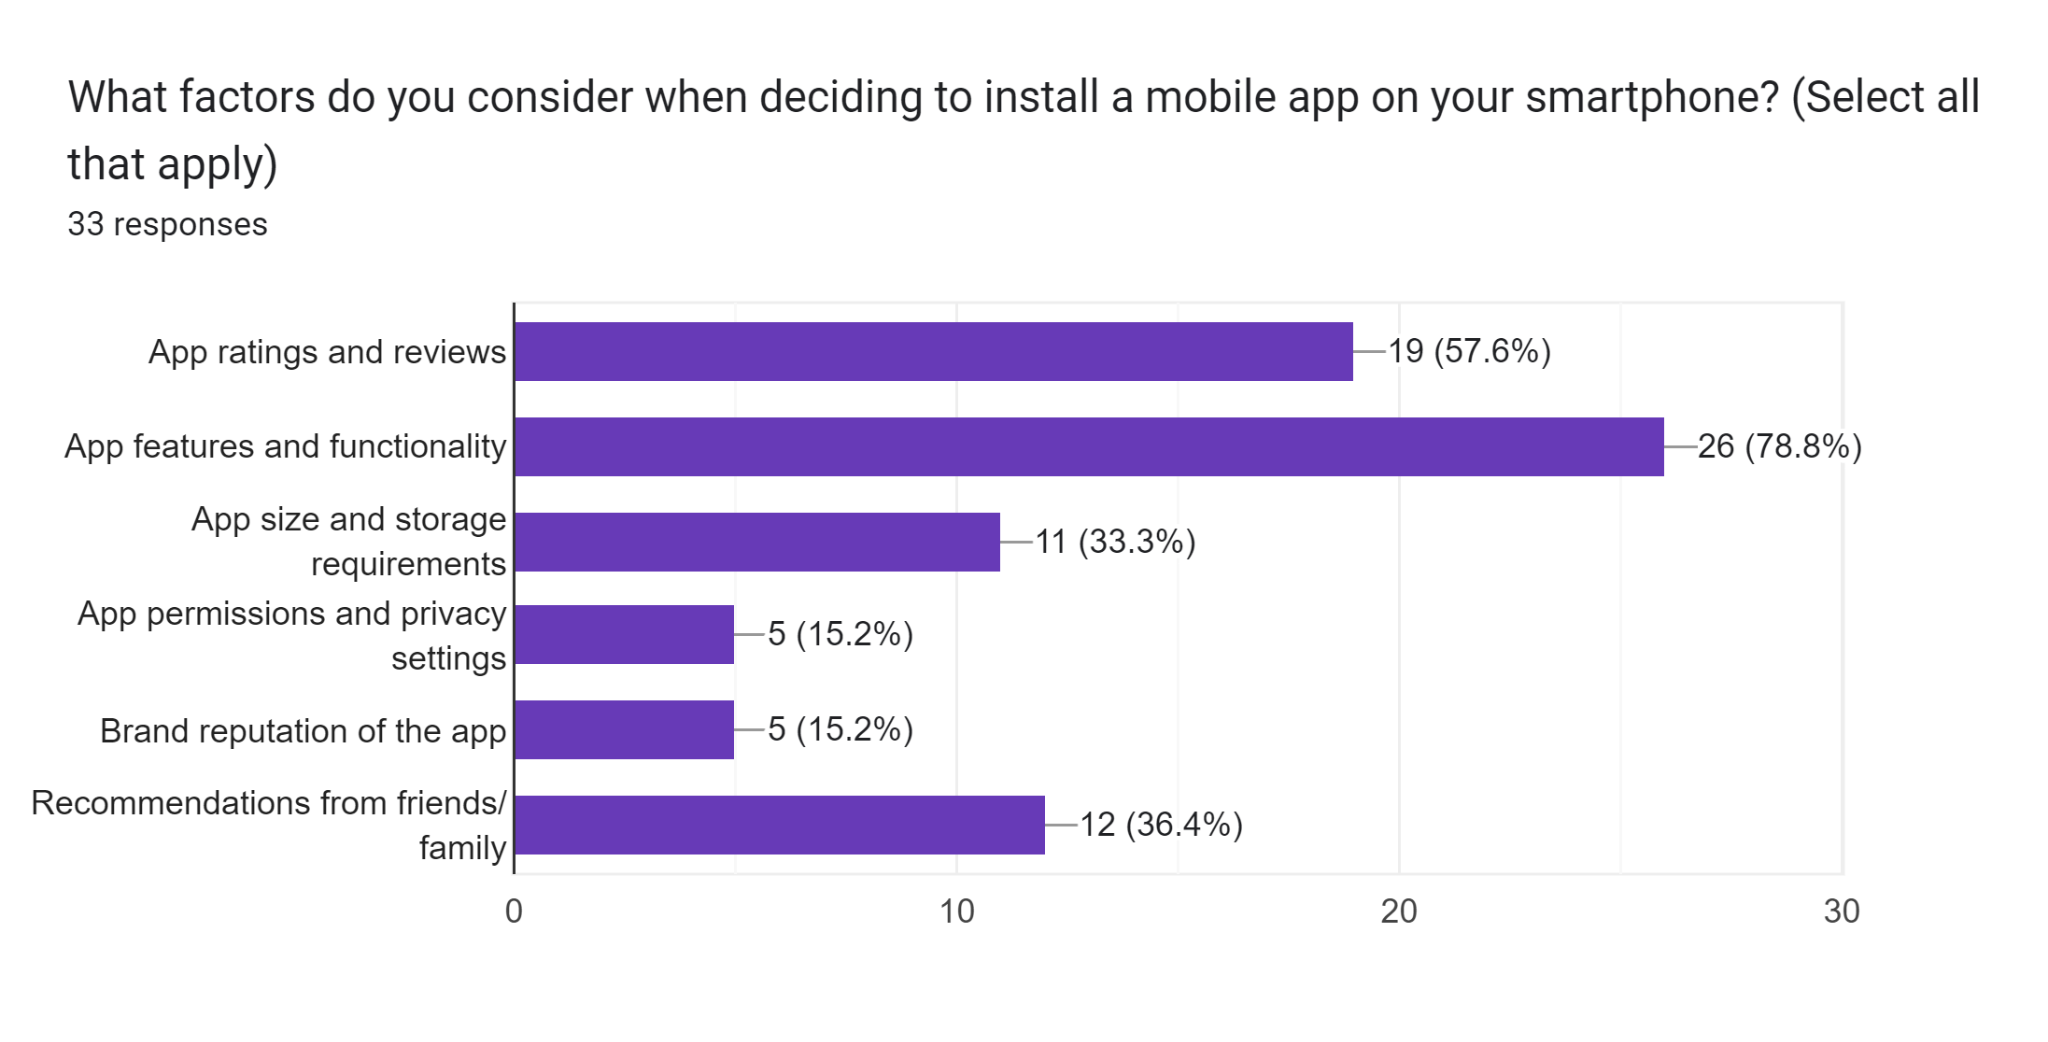 What factors do you consider when deciding to install a mobile app on your smartphone? (Select all
that apply)
33 responses
App ratings and reviews
19 (57.6%)
App features and functionality
26 (78.8%)
App size and storage
requirements
11 (33.3%)
App permissions and privacy
settings
5 (15.2%)
Brand reputation of the app
5 (15.2%)
Recommendations from friends/
family
12 (36.4%)
0 10 20 30